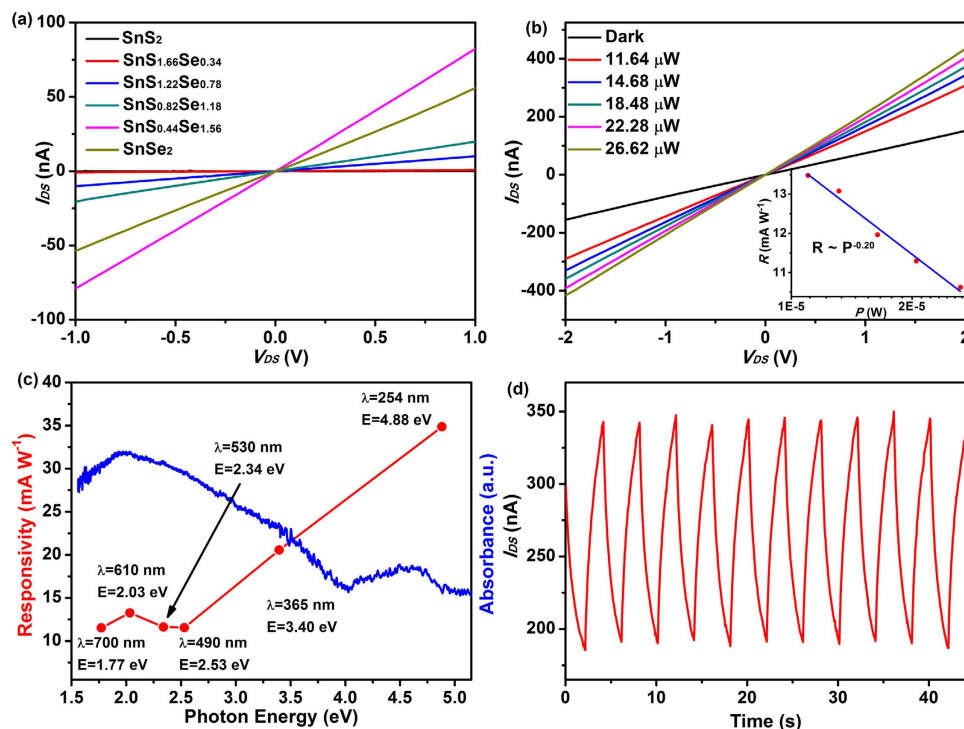 (a)
100
50
0
-50
-100
I_DS (nA)
SnS₂
SnS₁.₆₆Se₀.₃₄
SnS₁.₂₂Se₀.₇₈
SnS₀.₈₂Se₁.₁₈
SnS₀.₄₄Se₁.₅₆
SnSe₂
-1.0 -0.5 0.0 0.5 1.0
V_DS (V)
(b)
400
200
0
-200
-400
I_DS (nA)
Dark
11.64 μW
14.68 μW
18.48 μW
22.28 μW
26.62 μW
13
12
11
R (mA W⁻¹)
R ~ P⁻⁰·²⁰
1E-5 2E-5
P (W)
-2 -1 0 1 2
V_DS (V)
(c)
40
35
30
25
20
15
10
5
Responsivity (mA W⁻¹)
λ=254 nm
E=4.88 eV
λ=530 nm
E=2.34 eV
λ=610 nm
E=2.03 eV
λ=365 nm
E=3.40 eV
λ=700 nm
E=1.77 eV
λ=490 nm
E=2.53 eV
Absorbance (a.u.)
1.5 2.0 2.5 3.0 3.5 4.0 4.5 5.0
Photon Energy (eV)
(d)
350
300
250
200
I_DS (nA)
0 10 20 30 40
Time (s)